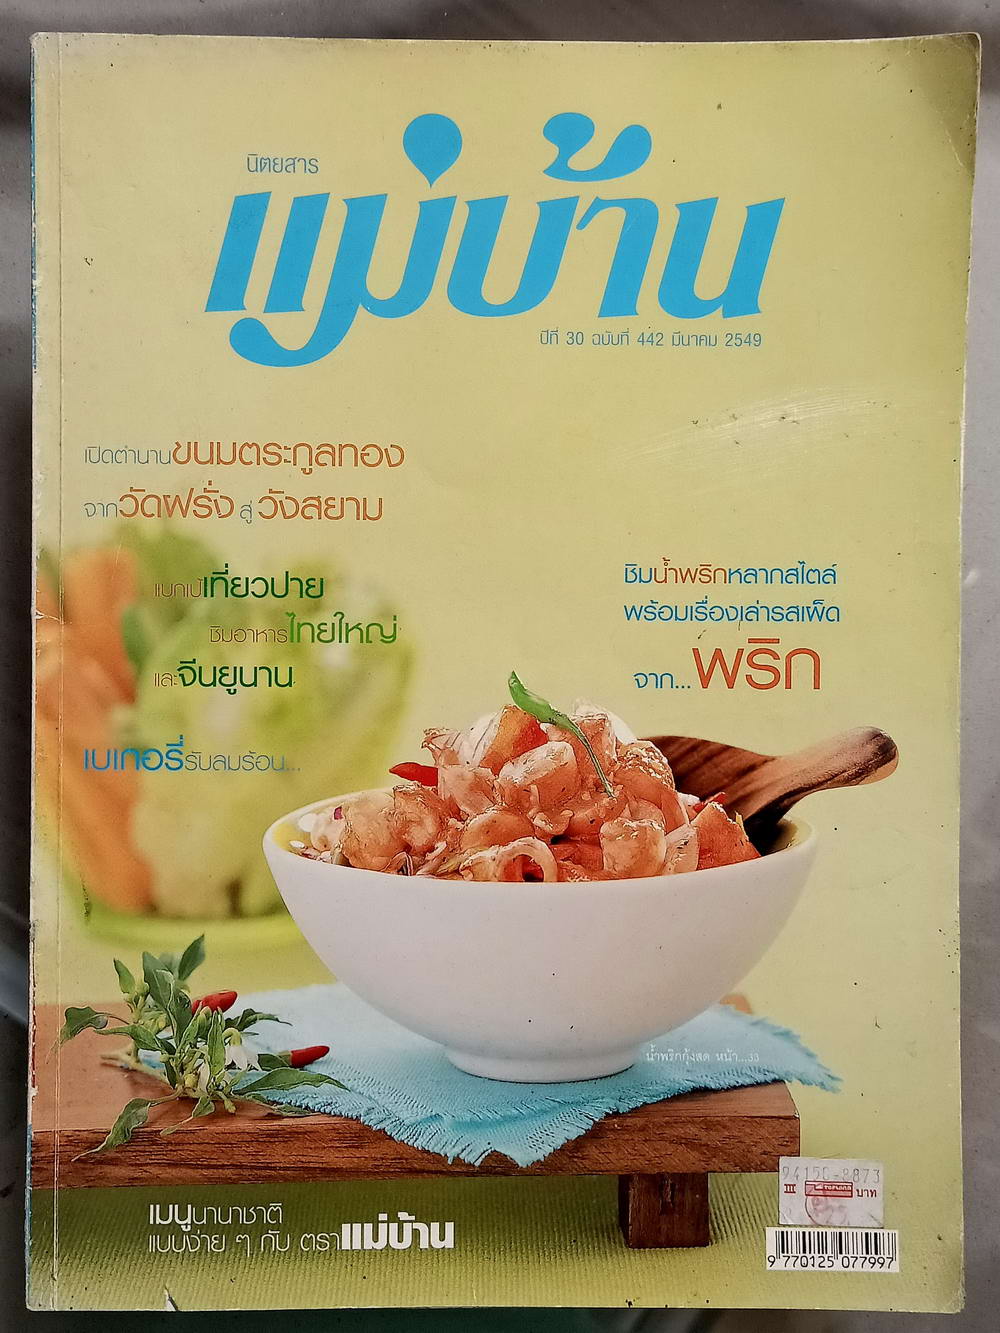 นิตยสาร
แม่บ้าน
ปีที่ 30 ฉบับที่ 442 มีนาคม 2549
เปิดตำนานขนมตระกูลทอง
จากวัดฝรั่ง สู่ วังสยาม
แบกเป้เที่ยวปาย
ชิมอาหารไทยใหญ่
และจีนยูนาน
เบเกอรี่รับลมร้อน...
ชิมน้ำพริกหลากสไตล์
พร้อมเรื่องเล่ารสเผ็ด
จาก...พริก
น้ำพริกกุ้งสด หน้า...33
เมนูนานาชาติ
แบบง่าย ๆ กับ ตราแม่บ้าน
94150-8873
บาท
9 770125 077997